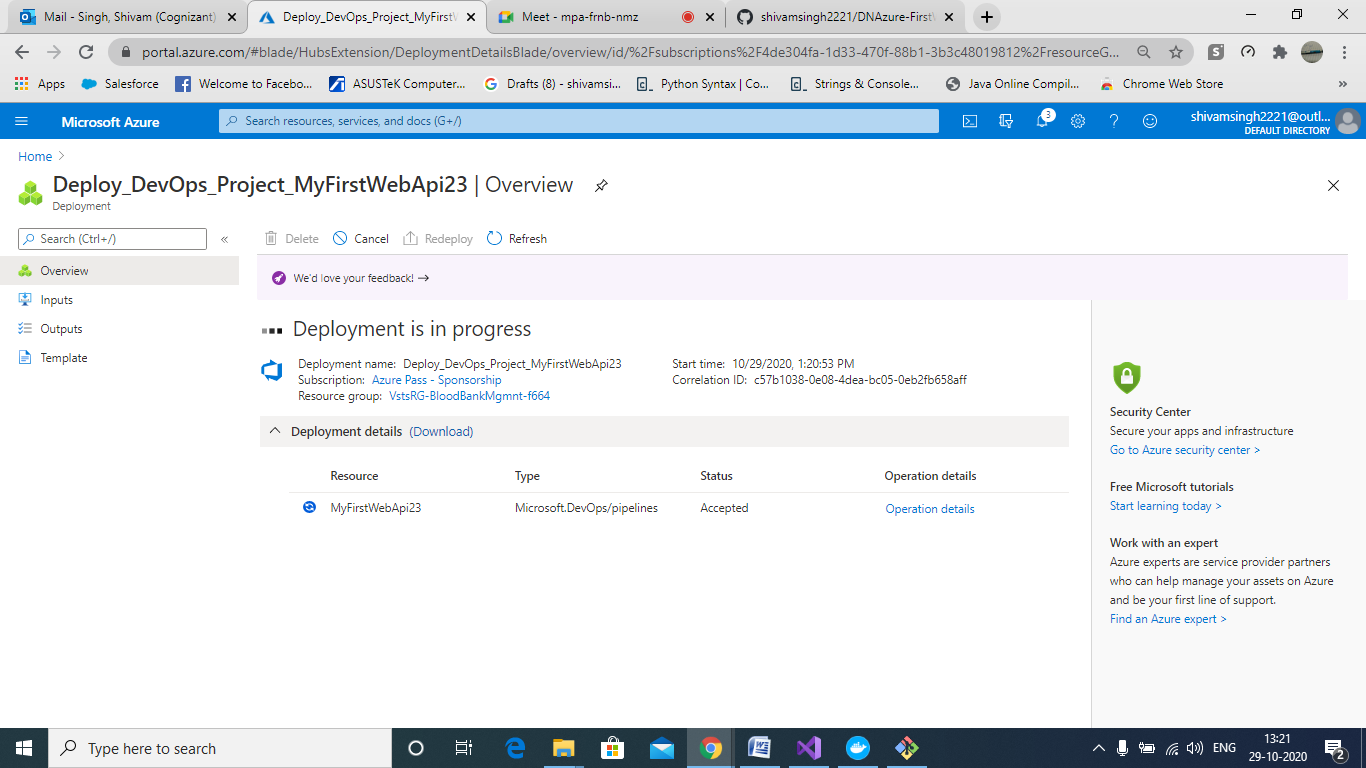 Mail - Singh, Shivam (Cognizant)
Deploy_DevOps_Project_MyFirstW
Meet - mpa-frnb-nmz
shivamsingh2221/DNAzure-First
portal.azure.com/#blade/HubsExtension/DeploymentDetailsBlade/overview/id/%2Fsubscriptions%2F4de304fa-1d33-470f-88b1-3b3c48019812%2FresourceG...
Apps
Salesforce
Welcome to Facebo...
ASUSTeK Computer...
Drafts (8) - shivamsi...
Python Syntax | Co...
Strings & Console...
Java Online Compil...
Chrome Web Store
»
Microsoft Azure
Search resources, services, and docs (G+/)
3
shivamsingh2221@outl...
DEFAULT DIRECTORY
Home
Deploy_DevOps_Project_MyFirstWebApi23 | Overview
Deployment
Search (Ctrl+/)
«
Delete
Cancel
Redeploy
Refresh
Overview
Inputs
Outputs
Template
We'd love your feedback! →
Deployment is in progress
Deployment name: Deploy_DevOps_Project_MyFirstWebApi23
Subscription: Azure Pass - Sponsorship
Resource group: VstsRG-BloodBankMgmnt-f664
Start time: 10/29/2020, 1:20:53 PM
Correlation ID: c57b1038-0e08-4dea-bc05-0eb2fb658aff
Deployment details (Download)
Resource Type Status Operation details
MyFirstWebApi23 Microsoft.DevOps/pipelines Accepted Operation details
Security Center
Secure your apps and infrastructure
Go to Azure security center >
Free Microsoft tutorials
Start learning today >
Work with an expert
Azure experts are service provider partners
who can help manage your assets on Azure
and be your first line of support.
Find an Azure expert >
Type here to search
ENG
13:21
29-10-2020
2